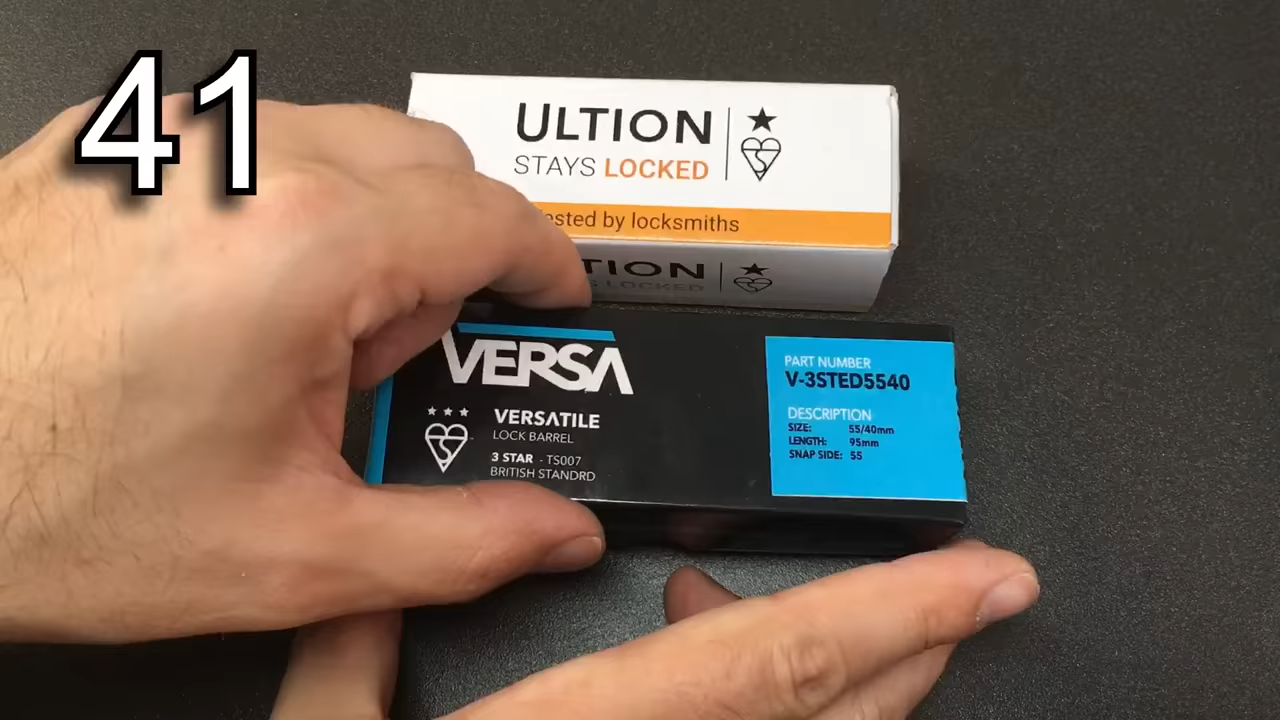 41
ULTION
STAYS LOCKED
ested by locksmiths
TION
LOCKED
VERSA
VERSATILE
LOCK BARREL
3 STAR - TS007
BRITISH STANDRD
PART NUMBER
V-3STED5540
DESCRIPTION
SIZE: 55/40mm
LENGTH: 95mm
SNAP SIDE: 55